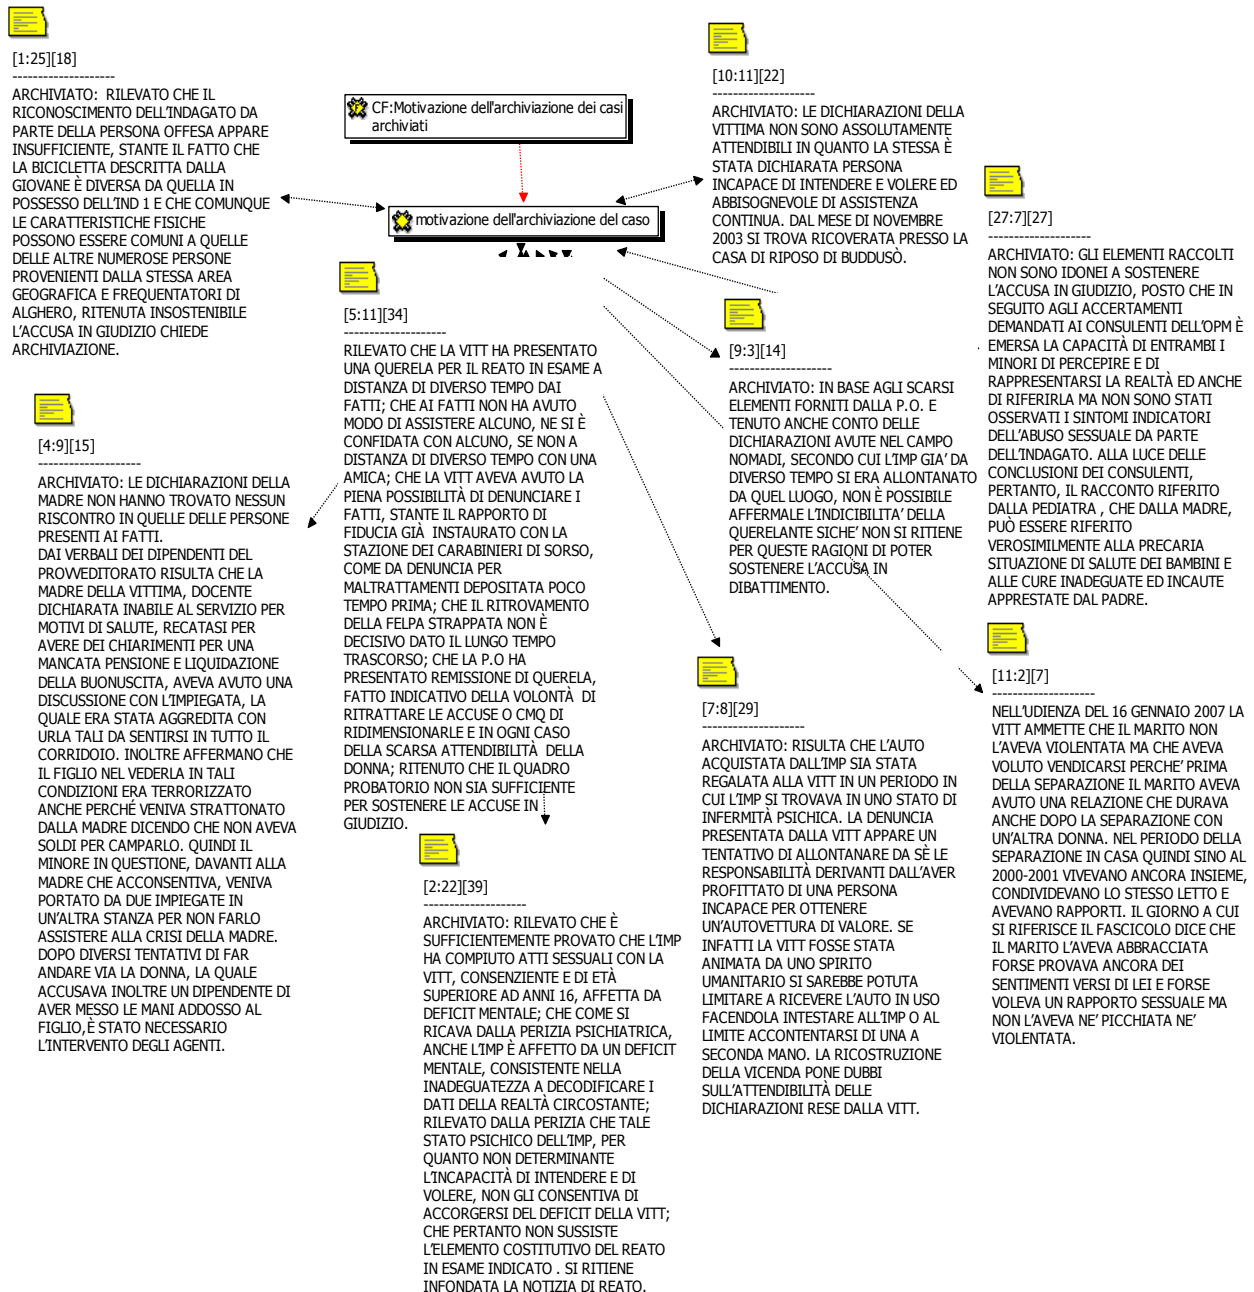 [1:25][18]
--------------------
ARCHIVIATO:  RILEVATO CHE IL
RICONOSCIMENTO DELL'INDAGATO DA
PARTE DELLA PERSONA OFFESA APPARE
INSUFFICIENTE, STANTE IL FATTO CHE
LA BICICLETTA DESCRITTA DALLA
GIOVANE È DIVERSA DA QUELLA IN
POSSESSO DELL'IND 1 E CHE COMUNQUE
LE CARATTERISTICHE FISICHE
POSSONO ESSERE COMUNI A QUELLE
DELLE ALTRE NUMEROSE PERSONE
PROVENIENTI DALLA STESSA AREA
GEOGRAFICA E FREQUENTATORI DI
ALGHERO, RITENUTA INSOSTENIBILE
L'ACCUSA IN GIUDIZIO CHIEDE
ARCHIVIAZIONE.
CF:Motivazione dell'archiviazione dei casi
archiviati
motivazione dell'archiviazione del caso
[10:11][22]
--------------------
ARCHIVIATO: LE DICHIARAZIONI DELLA
VITTIMA NON SONO ASSOLUTAMENTE
ATTENDIBILI IN QUANTO LA STESSA È
STATA DICHIARATA PERSONA
INCAPACE DI INTENDERE E VOLERE ED
ABBISOGNEVOLE DI ASSISTENZA
CONTINUA. DAL MESE DI NOVEMBRE
2003 SI TROVA RICOVERATA PRESSO LA
CASA DI RIPOSO DI BUDDUSÒ.
[27:7][27]
--------------------
ARCHIVIATO: GLI ELEMENTI RACCOLTI
NON SONO IDONEI A SOSTENERE
L'ACCUSA IN GIUDIZIO, POSTO CHE IN
SEGUITO AGLI ACCERTAMENTI
DEMANDATI AI CONSULENTI DELL'OPM È
EMERSA LA CAPACITÀ DI ENTRAMBI I
MINORI DI PERCEPIRE E DI
RAPPRESENTARSI LA REALTÀ ED ANCHE
DI RIFERIRLA MA NON SONO STATI
OSSERVATI I SINTOMI INDICATORI
DELL'ABUSO SESSUALE DA PARTE
DELL'INDAGATO. ALLA LUCE DELLE
CONCLUSIONI DEI CONSULENTI,
PERTANTO, IL RACCONTO RIFERITO
DALLA PEDIATRA , CHE DALLA MADRE,
PUÒ ESSERE RIFERITO
VEROSIMILMENTE ALLA PRECARIA
SITUAZIONE DI SALUTE DEI BAMBINI E
ALLE CURE INADEGUATE ED INCAUTE
APPRESTATE DAL PADRE.
[5:11][34]
--------------------
RILEVATO CHE LA VITT HA PRESENTATO
UNA QUERELA PER IL REATO IN ESAME A
DISTANZA DI DIVERSO TEMPO DAI
FATTI; CHE AI FATTI NON HA AVUTO
MODO DI ASSISTERE ALCUNO, NE SI È
CONFIDATA CON ALCUNO, SE NON A
DISTANZA DI DIVERSO TEMPO CON UNA
AMICA; CHE LA VITT AVEVA AVUTO LA
PIENA POSSIBILITÀ DI DENUNCIARE I
FATTI, STANTE IL RAPPORTO DI
FIDUCIA GIÀ  INSTAURATO CON LA
STAZIONE DEI CARABINIERI DI SORSO,
COME DA DENUNCIA PER
MALTRATTAMENTI DEPOSITATA POCO
TEMPO PRIMA; CHE IL RITROVAMENTO
DELLA FELPA STRAPPATA NON È
DECISIVO DATO IL LUNGO TEMPO
TRASCORSO; CHE LA P.O HA
PRESENTATO REMISSIONE DI QUERELA,
FATTO INDICATIVO DELLA VOLONTÀ  DI
RITRATTARE LE ACCUSE O CMQ DI
RIDIMENSIONARLE E IN OGNI CASO
DELLA SCARSA ATTENDIBILITÀ  DELLA
DONNA; RITENUTO CHE IL QUADRO
PROBATORIO NON SIA SUFFICIENTE
PER SOSTENERE LE ACCUSE IN
GIUDIZIO.
[9:3][14]
--------------------
ARCHIVIATO: IN BASE AGLI SCARSI
ELEMENTI FORNITI DALLA P.O. E
TENUTO ANCHE CONTO DELLE
DICHIARAZIONI AVUTE NEL CAMPO
NOMADI, SECONDO CUI L'IMP GIA' DA
DIVERSO TEMPO SI ERA ALLONTANATO
DA QUEL LUOGO, NON È POSSIBILE
AFFERMALE L'INDICIBILITA' DELLA
QUERELANTE SICHE' NON SI RITIENE
PER QUESTE RAGIONI DI POTER
SOSTENERE L'ACCUSA IN
DIBATTIMENTO.
[4:9][15]
--------------------
ARCHIVIATO: LE DICHIARAZIONI DELLA
MADRE NON HANNO TROVATO NESSUN
RISCONTRO IN QUELLE DELLE PERSONE
PRESENTI AI FATTI.
DAI VERBALI DEI DIPENDENTI DEL
PROVVEDITORATO RISULTA CHE LA
MADRE DELLA VITTIMA, DOCENTE
DICHIARATA INABILE AL SERVIZIO PER
MOTIVI DI SALUTE, RECATASI PER
AVERE DEI CHIARIMENTI PER UNA
MANCATA PENSIONE E LIQUIDAZIONE
DELLA BUONUSCITA, AVEVA AVUTO UNA
DISCUSSIONE CON L'IMPIEGATA, LA
QUALE ERA STATA AGGREDITA CON
URLA TALI DA SENTIRSI IN TUTTO IL
CORRIDOIO. INOLTRE AFFERMANO CHE
IL FIGLIO NEL VEDERLA IN TALI
CONDIZIONI ERA TERRORIZZATO
ANCHE PERCHÉ VENIVA STRATTONATO
DALLA MADRE DICENDO CHE NON AVEVA
SOLDI PER CAMPARLO. QUINDI IL
MINORE IN QUESTIONE, DAVANTI ALLA
MADRE CHE ACCONSENTIVA, VENIVA
PORTATO DA DUE IMPIEGATE IN
UN'ALTRA STANZA PER NON FARLO
ASSISTERE ALLA CRISI DELLA MADRE.
DOPO DIVERSI TENTATIVI DI FAR
ANDARE VIA LA DONNA, LA QUALE
ACCUSAVA INOLTRE UN DIPENDENTE DI
AVER MESSO LE MANI ADDOSSO AL
FIGLIO,È STATO NECESSARIO
L'INTERVENTO DEGLI AGENTI.
[7:8][29]
--------------------
ARCHIVIATO: RISULTA CHE L'AUTO
ACQUISTATA DALL'IMP SIA STATA
REGALATA ALLA VITT IN UN PERIODO IN
CUI L'IMP SI TROVAVA IN UNO STATO DI
INFERMITÀ PSICHICA. LA DENUNCIA
PRESENTATA DALLA VITT APPARE UN
TENTATIVO DI ALLONTANARE DA SÈ LE
RESPONSABILITÀ DERIVANTI DALL'AVER
PROFITTATO DI UNA PERSONA
INCAPACE PER OTTENERE
UN'AUTOVETTURA DI VALORE. SE
INFATTI LA VITT FOSSE STATA
ANIMATA DA UNO SPIRITO
UMANITARIO SI SAREBBE POTUTA
LIMITARE A RICEVERE L'AUTO IN USO
FACENDOLA INTESTARE ALL'IMP O AL
LIMITE ACCONTENTARSI DI UNA A
SECONDA MANO. LA RICOSTRUZIONE
DELLA VICENDA PONE DUBBI
SULL'ATTENDIBILITÀ DELLE
DICHIARAZIONI RESE DALLA VITT.
[11:2][7]
--------------------
NELL'UDIENZA DEL 16 GENNAIO 2007 LA
VITT AMMETTE CHE IL MARITO NON
L'AVEVA VIOLENTATA MA CHE AVEVA
VOLUTO VENDICARSI PERCHE' PRIMA
DELLA SEPARAZIONE IL MARITO AVEVA
AVUTO UNA RELAZIONE CHE DURAVA
ANCHE DOPO LA SEPARAZIONE CON
UN'ALTRA DONNA. NEL PERIODO DELLA
SEPARAZIONE IN CASA QUINDI SINO AL
2000-2001 VIVEVANO ANCORA INSIEME,
CONDIVIDEVANO LO STESSO LETTO E
AVEVANO RAPPORTI. IL GIORNO A CUI
SI RIFERISCE IL FASCICOLO DICE CHE
IL MARITO L'AVEVA ABBRACCIATA
FORSE PROVAVA ANCORA DEI
SENTIMENTI VERSI DI LEI E FORSE
VOLEVA UN RAPPORTO SESSUALE MA
NON L'AVEVA NE' PICCHIATA NE'
VIOLENTATA.
[2:22][39]
--------------------
ARCHIVIATO: RILEVATO CHE È
SUFFICIENTEMENTE PROVATO CHE L'IMP
HA COMPIUTO ATTI SESSUALI CON LA
VITT, CONSENZIENTE E DI ETÀ
SUPERIORE AD ANNI 16, AFFETTA DA
DEFICIT MENTALE; CHE COME SI
RICAVA DALLA PERIZIA PSICHIATRICA,
ANCHE L'IMP È AFFETTO DA UN DEFICIT
MENTALE, CONSISTENTE NELLA
INADEGUATEZZA A DECODIFICARE I
DATI DELLA REALTÀ CIRCOSTANTE;
RILEVATO DALLA PERIZIA CHE TALE
STATO PSICHICO DELL'IMP, PER
QUANTO NON DETERMINANTE
L'INCAPACITÀ DI INTENDERE E DI
VOLERE, NON GLI CONSENTIVA DI
ACCORGERSI DEL DEFICIT DELLA VITT;
CHE PERTANTO NON SUSSISTE
L'ELEMENTO COSTITUTIVO DEL REATO
IN ESAME INDICATO . SI RITIENE
INFONDATA LA NOTIZIA DI REATO.